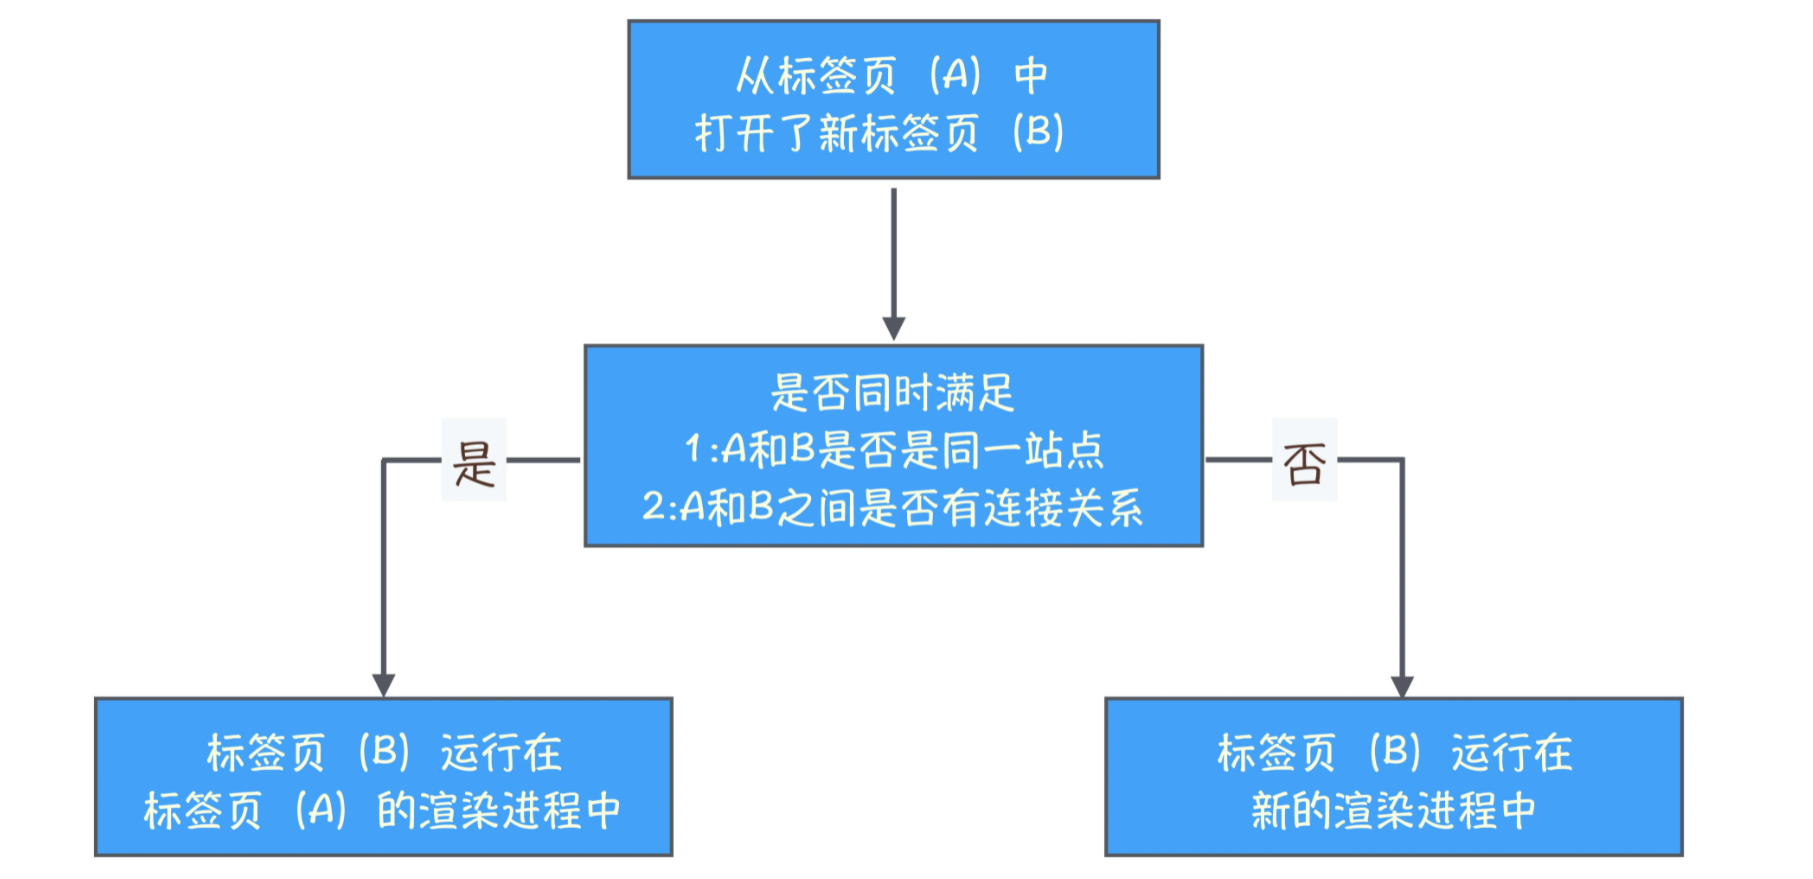 从标签页（A）中
打开了新标签页（B）
是否同时满足
1:A和B是否是同一站点
2:A和B之间是否有连接关系
是
否
标签页（B）运行在
标签页（A）的渲染进程中
标签页（B）运行在
新的渲染进程中